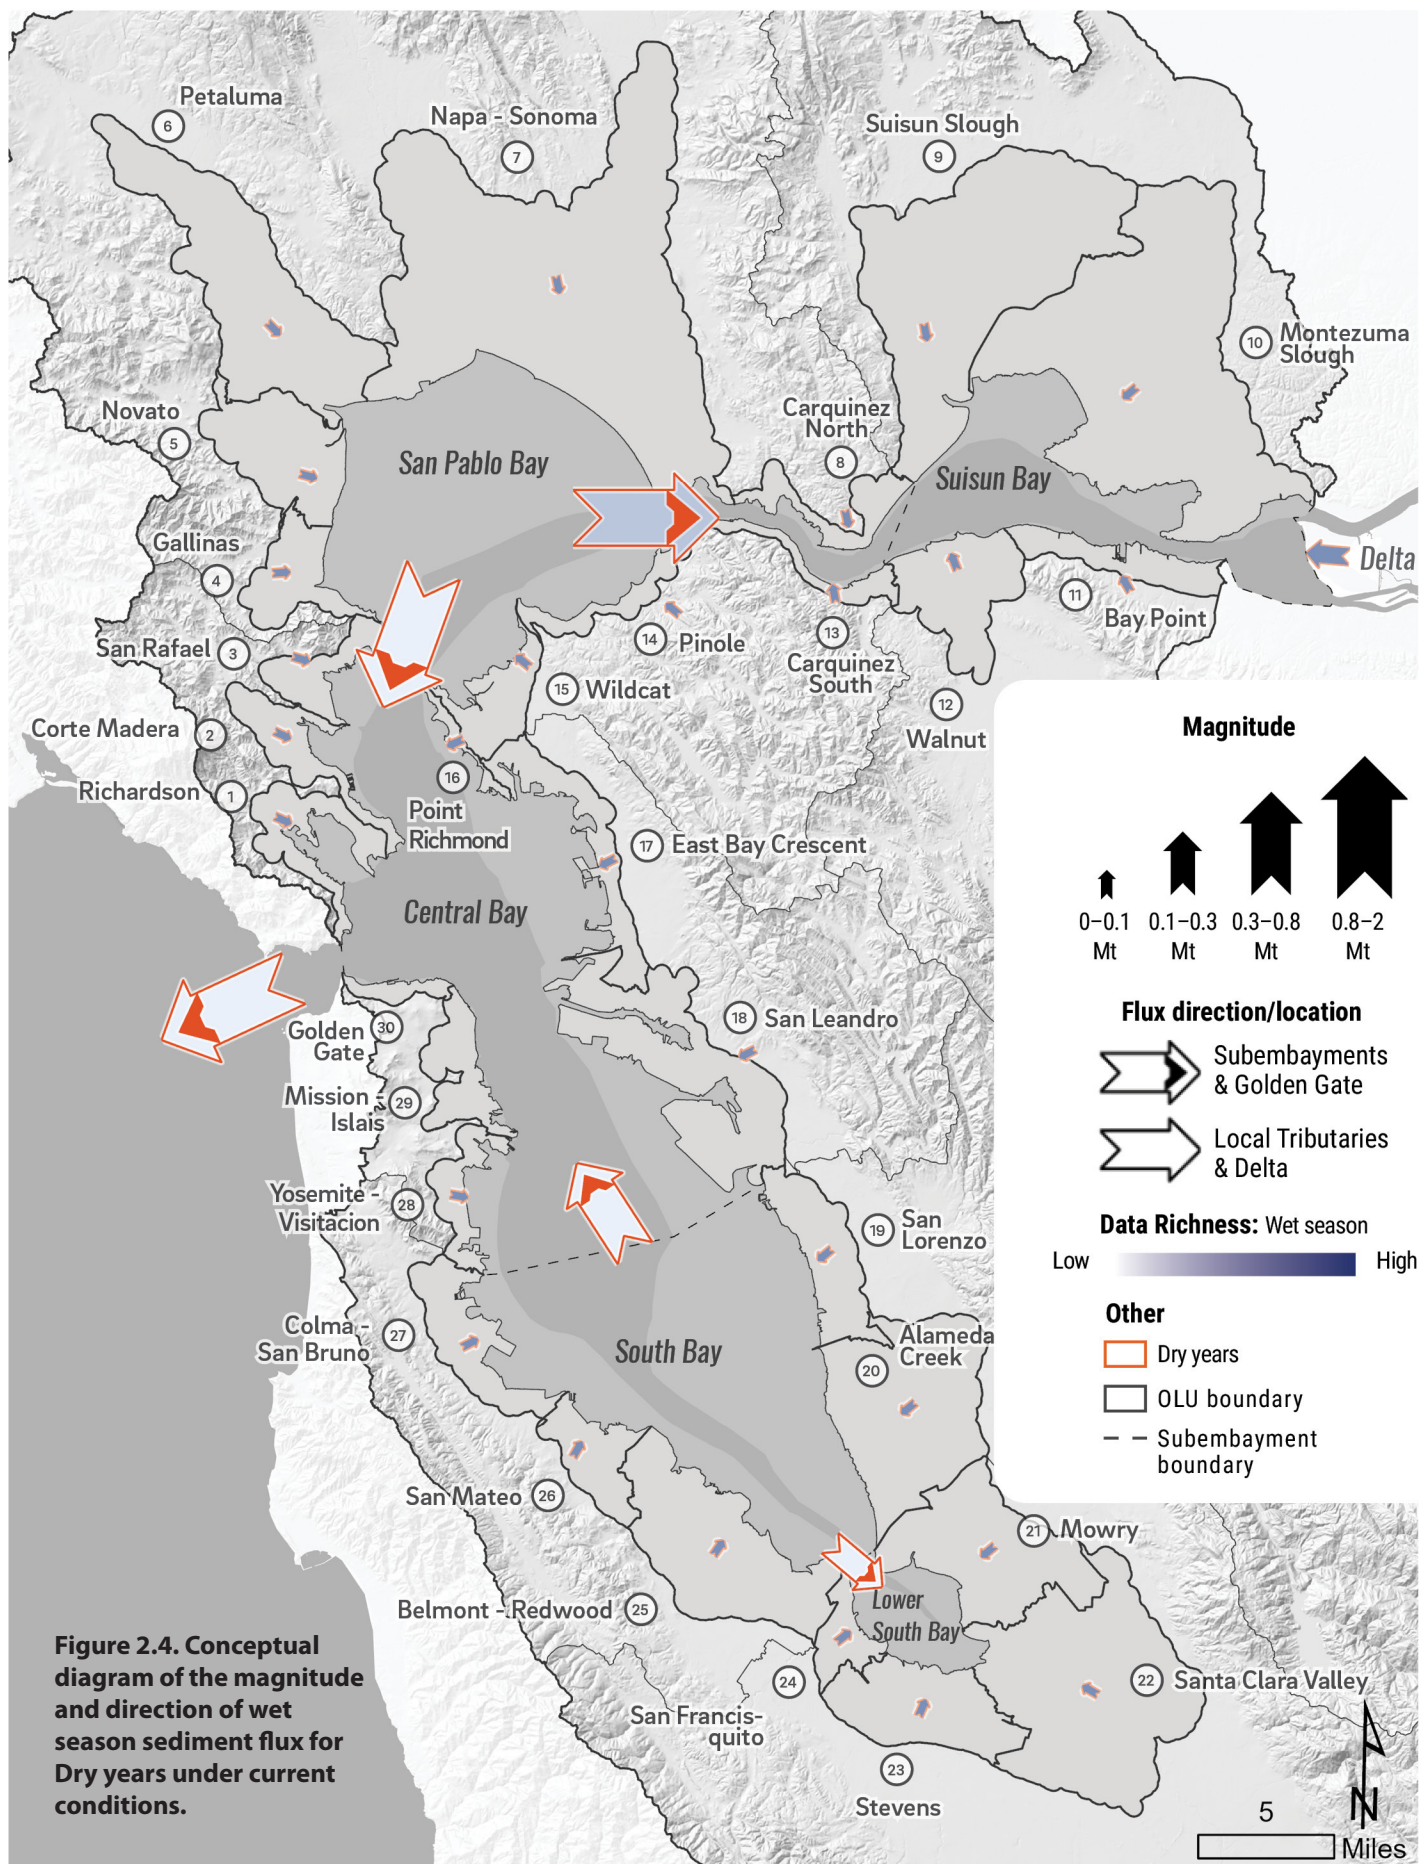 Petaluma
6
Napa - Sonoma
7
Suisun Slough
9
10
Montezuma
Slough
Novato
5
Carquinez
North
8
San Pablo Bay
Suisun Bay
Gallinas
4
Delta
11
Bay Point
San Rafael
3
14
Pinole
13
Carquinez
South
15
Wildcat
12
Walnut
Corte Madera
2
Richardson
1
16
Point
Richmond
17
East Bay Crescent
Central Bay
18
San Leandro
Golden
Gate
30
Mission -
Islais
29
Yosemite -
Visitacion
28
19
San
Lorenzo
Colma -
San Bruno
27
South Bay
Alameda
Creek
20
San Mateo
26
21
Mowry
Belmont - Redwood
25
Lower
South Bay
24
San Francis-
quito
22
Santa Clara Valley
23
Stevens
Magnitude
0–0.1
Mt
0.1–0.3
Mt
0.3–0.8
Mt
0.8–2
Mt
Flux direction/location
Subembayments
& Golden Gate
Local Tributaries
& Delta
Data Richness: Wet season
Low
High
Other
Dry years
OLU boundary
Subembayment
boundary
Figure 2.4. Conceptual
diagram of the magnitude
and direction of wet
season sediment flux for
Dry years under current
conditions.
N
5
Miles